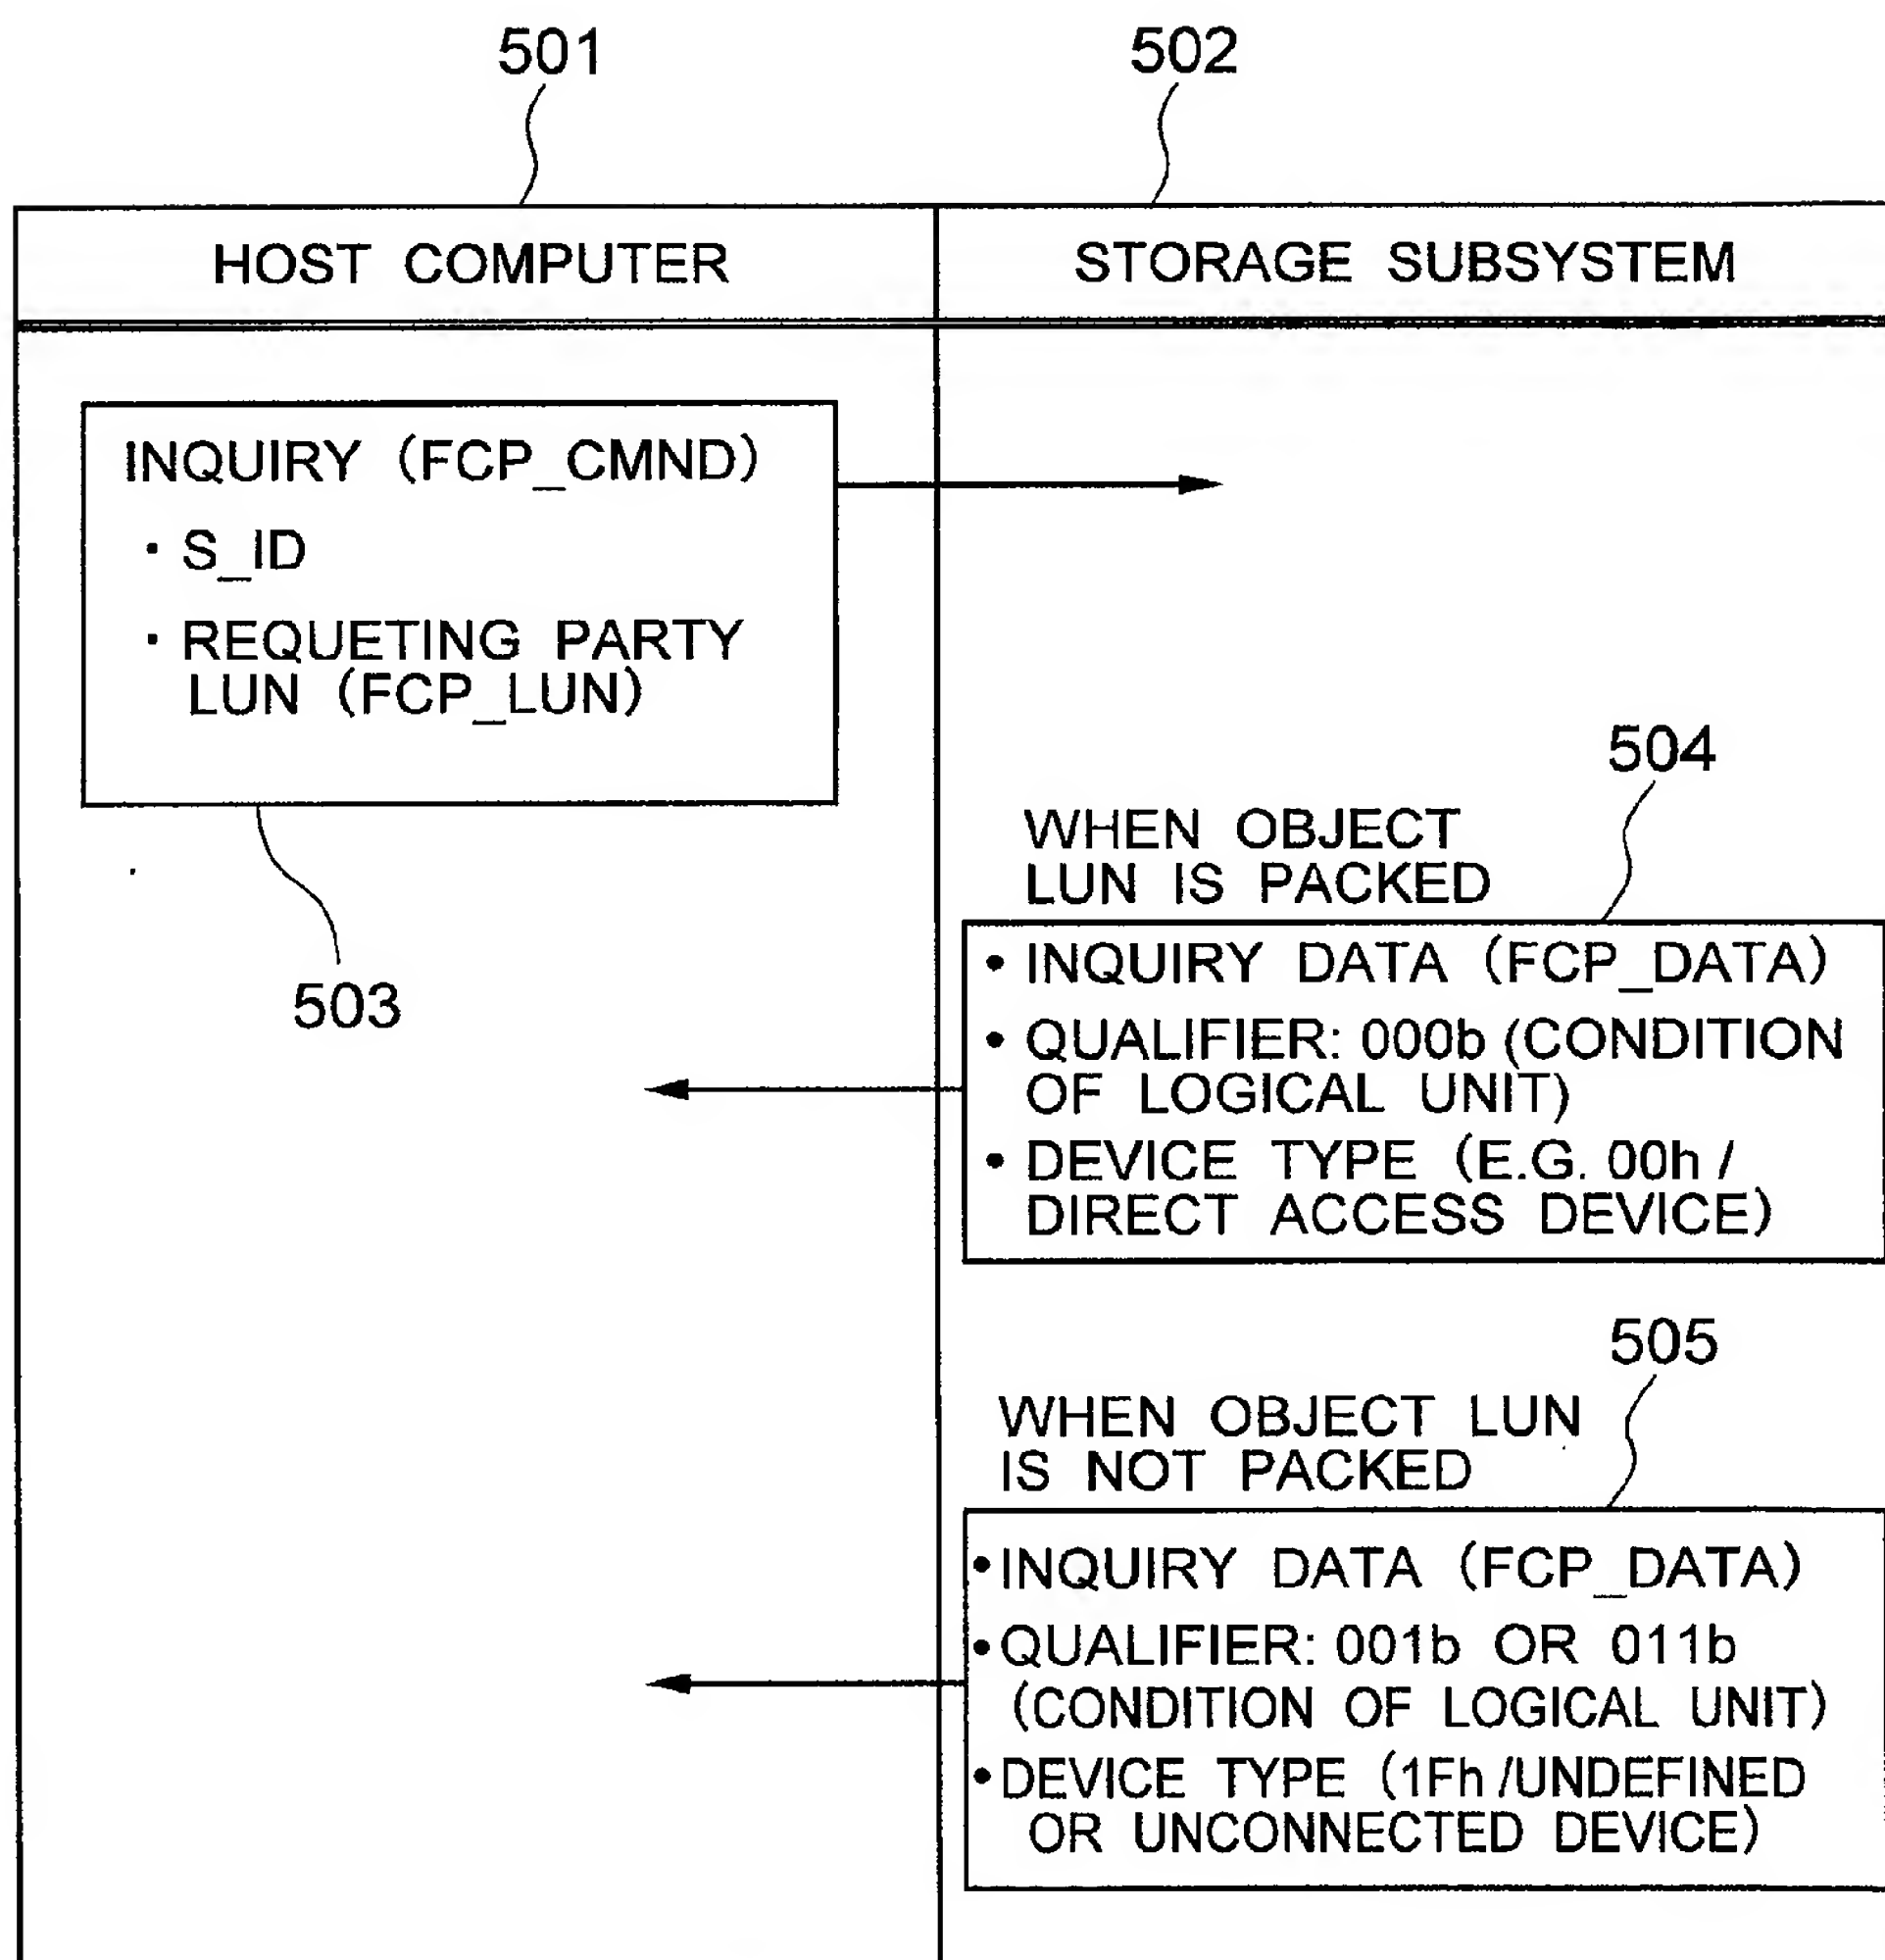 501
502
HOST COMPUTER
STORAGE SUBSYSTEM
INQUIRY (FCP_CMND)
・S_ID
・REQUETING PARTY
LUN (FCP_LUN)
503
504
WHEN OBJECT
LUN IS PACKED
• INQUIRY DATA (FCP_DATA)
• QUALIFIER: 000b (CONDITION
OF LOGICAL UNIT)
• DEVICE TYPE (E.G. 00h /
DIRECT ACCESS DEVICE)
505
WHEN OBJECT LUN
IS NOT PACKED
• INQUIRY DATA (FCP_DATA)
• QUALIFIER: 001b OR 011b
(CONDITION OF LOGICAL UNIT)
• DEVICE TYPE (1Fh /UNDEFINED
OR UNCONNECTED DEVICE)